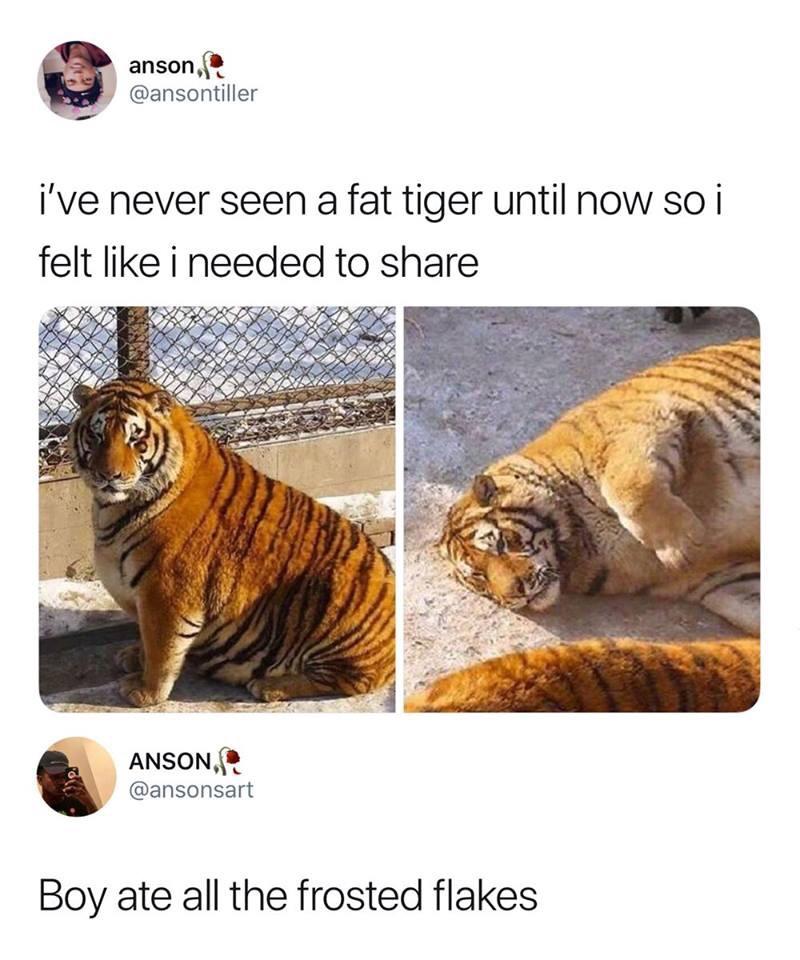 anson🥀
@ansontiller
i've never seen a fat tiger until now so i
felt like i needed to share
ANSON🥀
@ansonsart
Boy ate all the frosted flakes